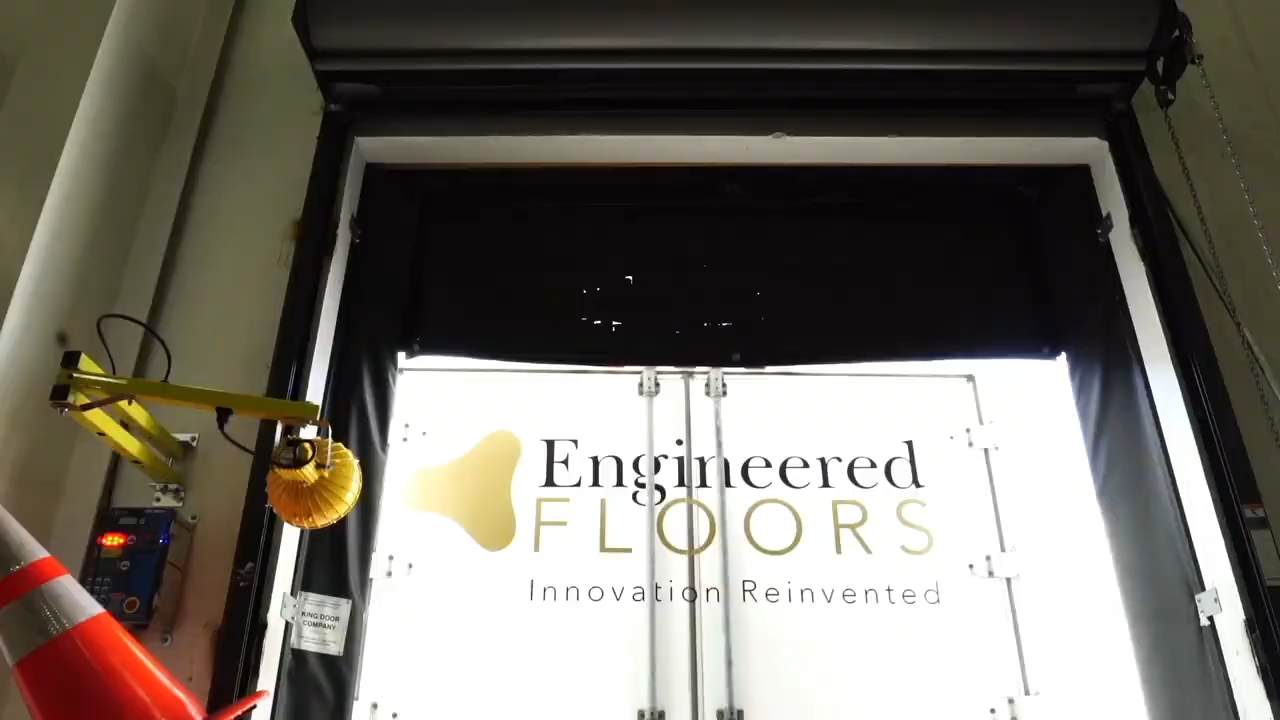 Engineered
FLOORS
Innovation Reinvented
KING DOOR
COMPANY